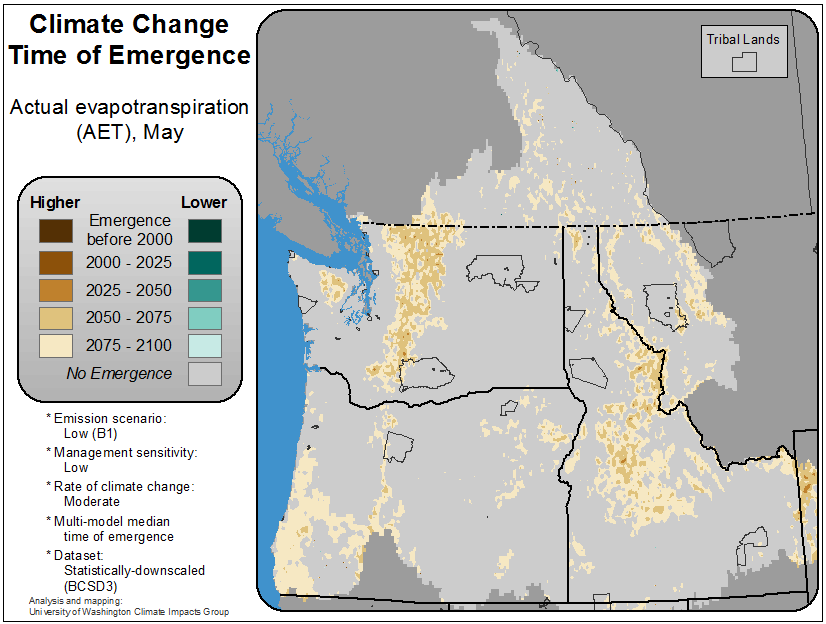 Climate Change
Time of Emergence
Actual evapotranspiration
(AET), May
Higher
Lower
Emergence
before 2000
2000 - 2025
2025 - 2050
2050 - 2075
2075 - 2100
No Emergence
* Emission scenario:
Low (B1)
* Management sensitivity:
Low
* Rate of climate change:
Moderate
* Multi-model median
time of emergence
* Dataset:
Statistically-downscaled
(BCSD3)
Analysis and mapping:
University of Washington Climate Impacts Group
Tribal Lands